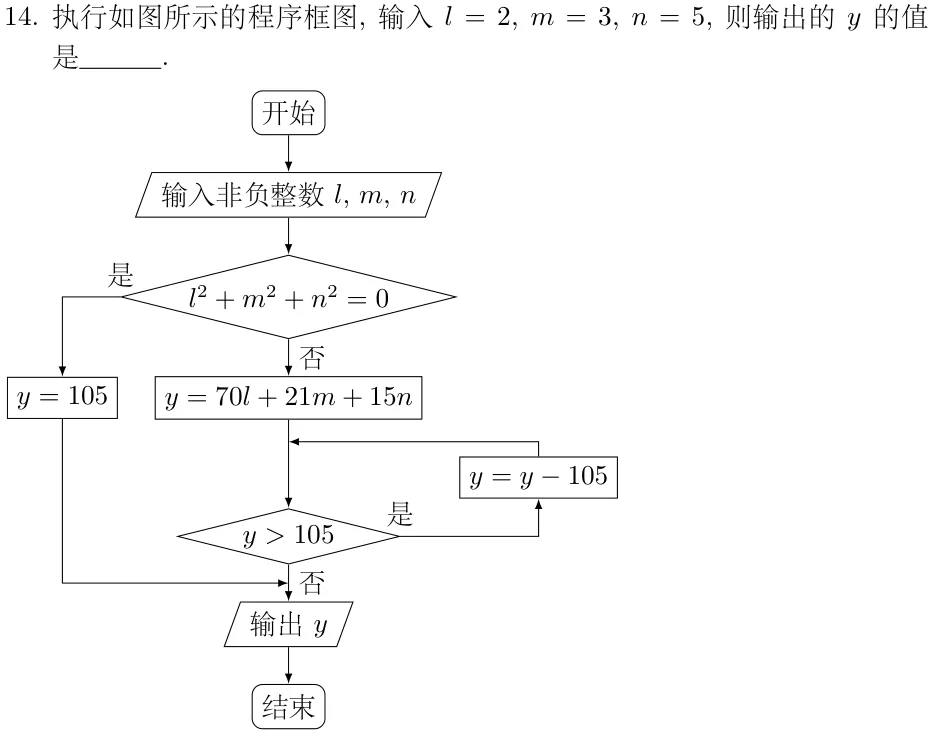 14. 执行如图所示的程序框图, 输入 l = 2, m = 3, n = 5, 则输出的 y 的值
是______.
开始
输入非负整数 l, m, n
是
l² + m² + n² = 0
否
y = 105
y = 70l + 21m + 15n
y = y − 105
是
y > 105
否
输出 y
结束